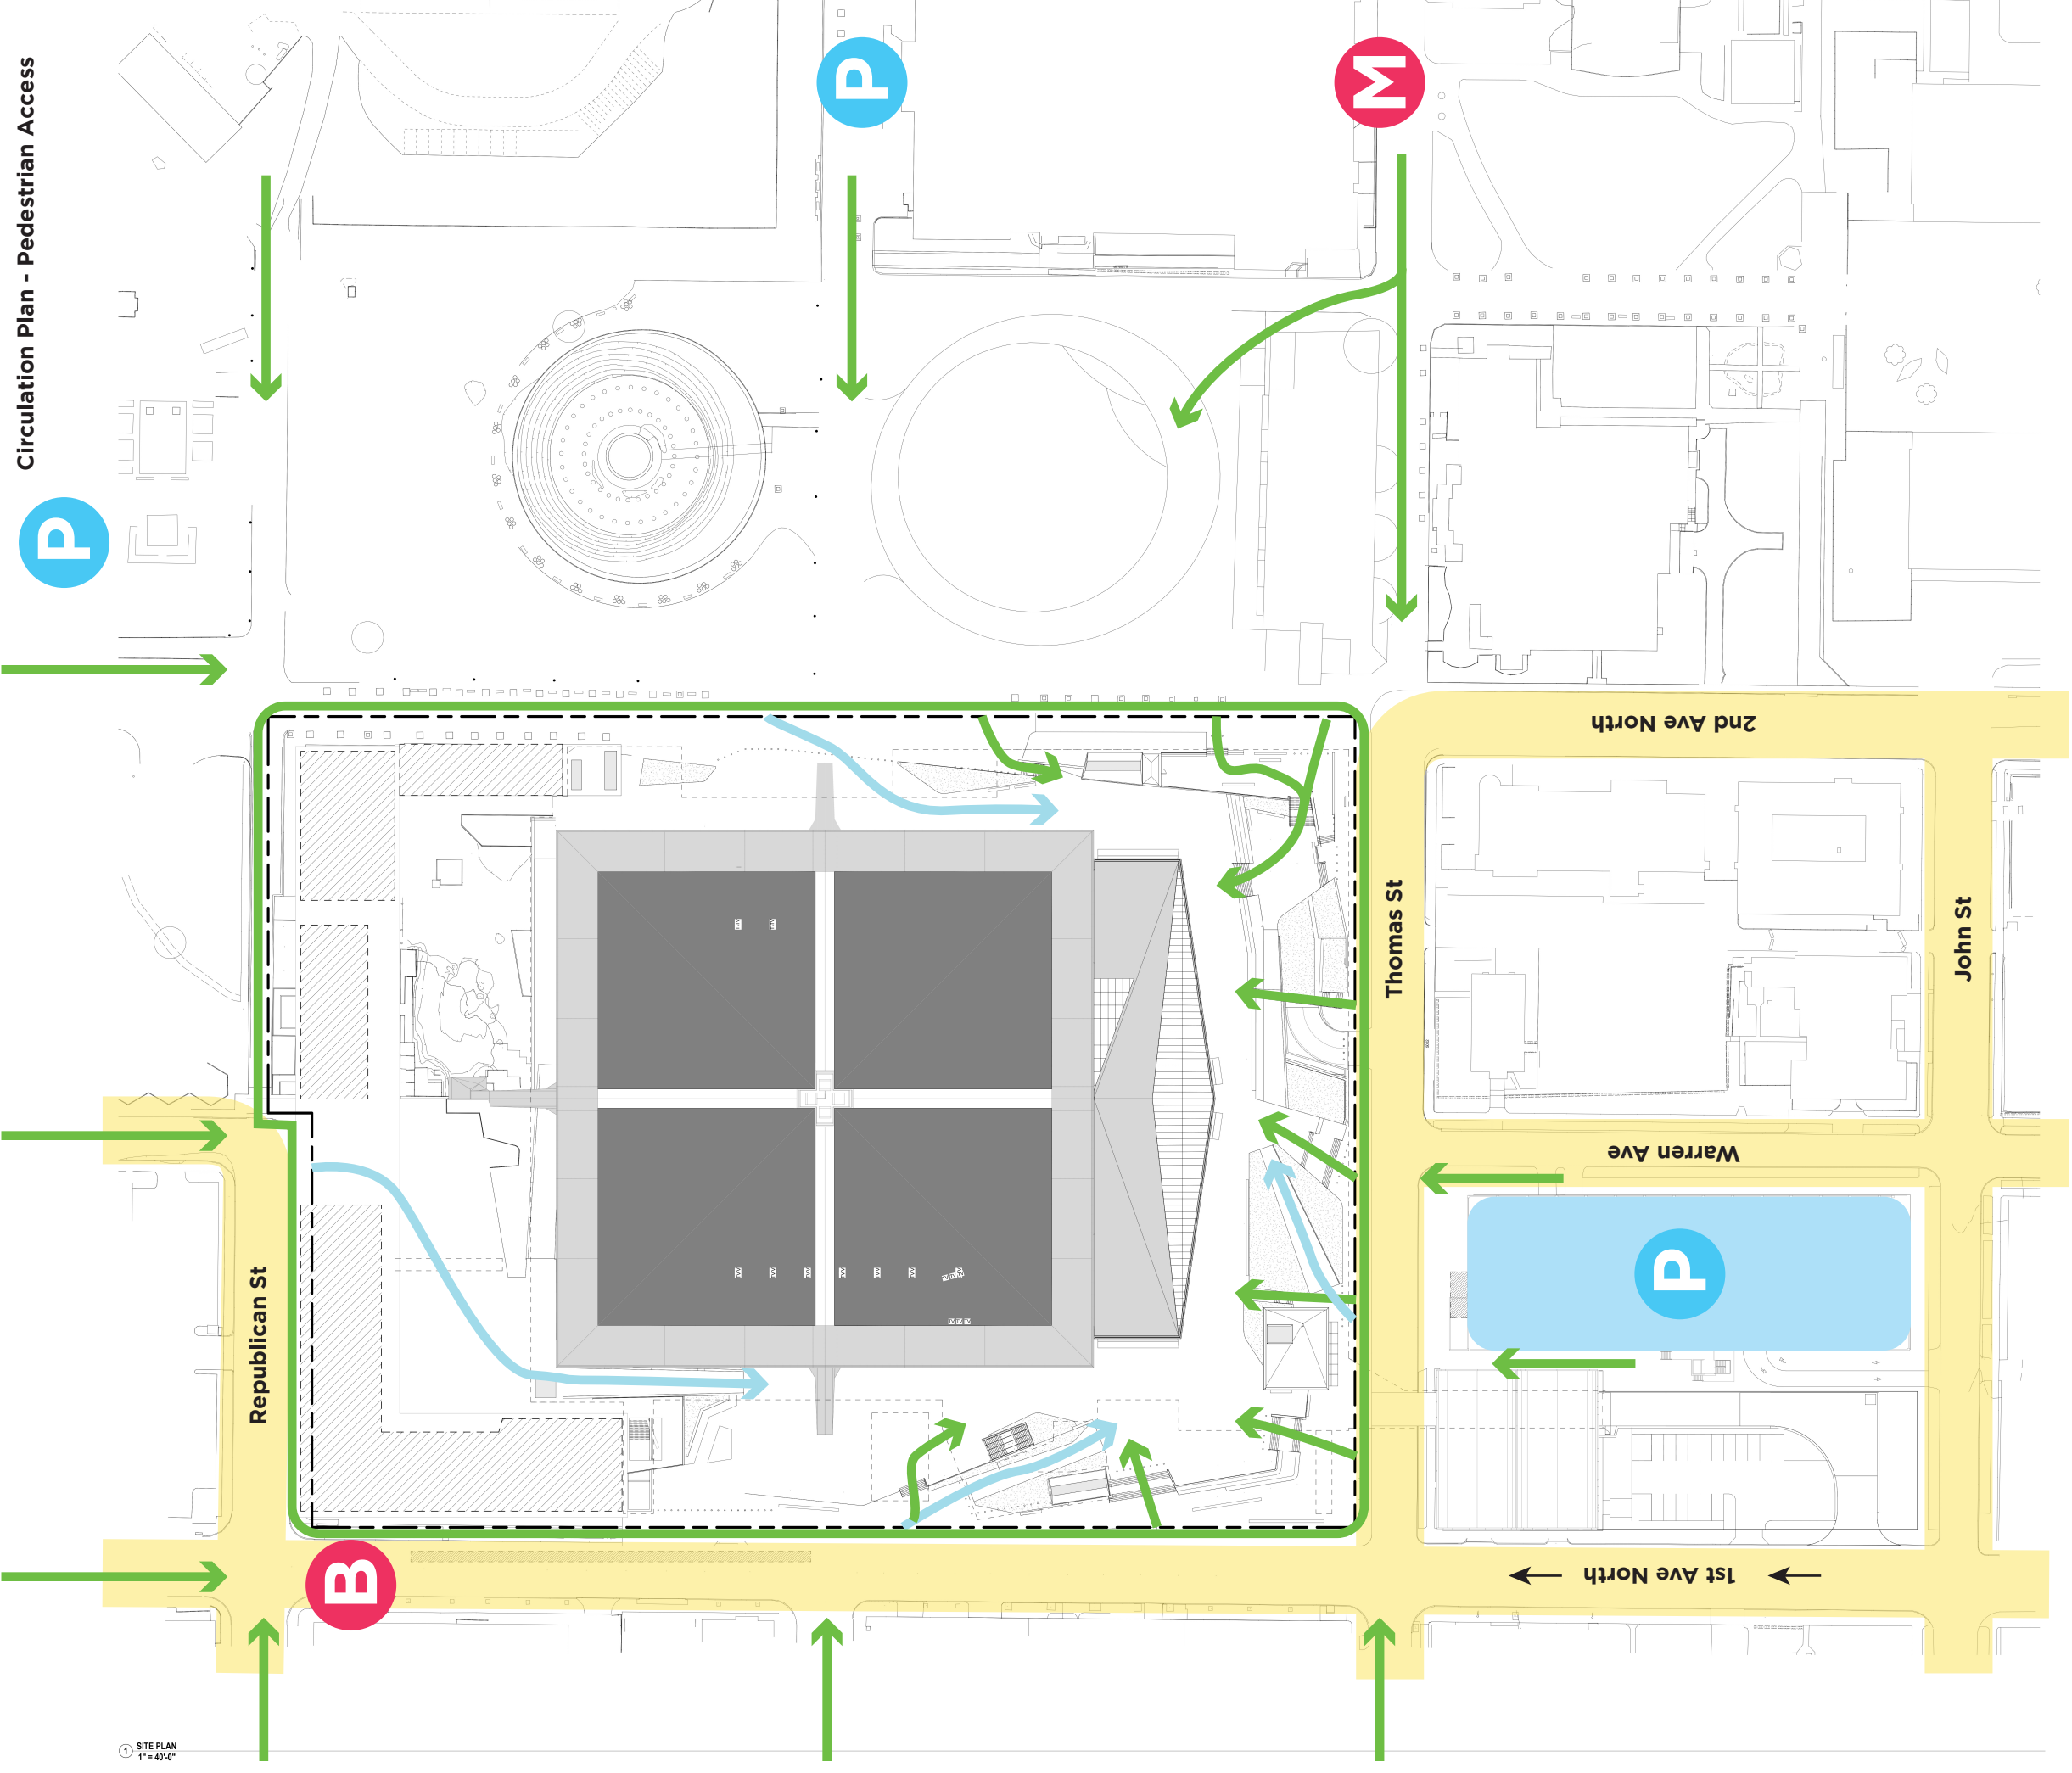 Circulation Plan - Pedestrian Access
P
M
P
2nd Ave North
Thomas St
John St
Warren Ave
P
Republican St
B
1st Ave North
1 SITE PLAN
1" = 40'-0"